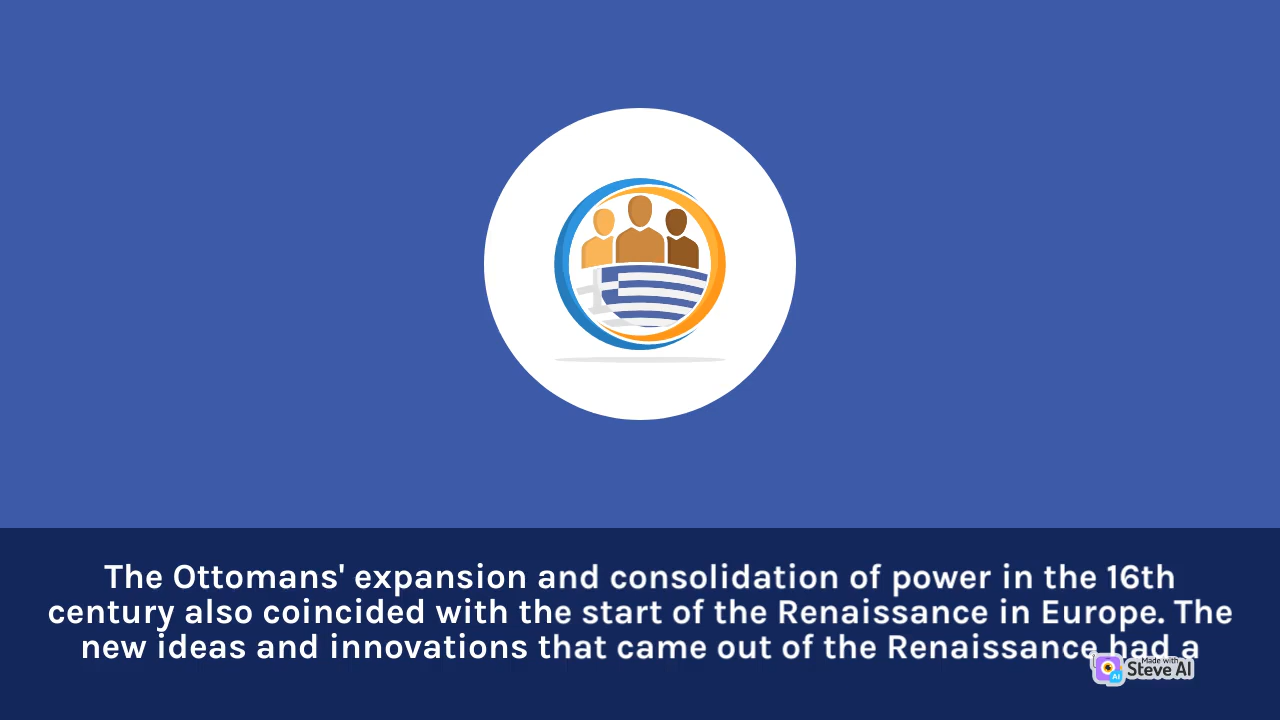 The Ottomans' expansion and consolidation of power in the 16th
century also coincided with the start of the Renaissance in Europe. The
new ideas and innovations that came out of the Renaissance had a
Made with
Steve AI
AI